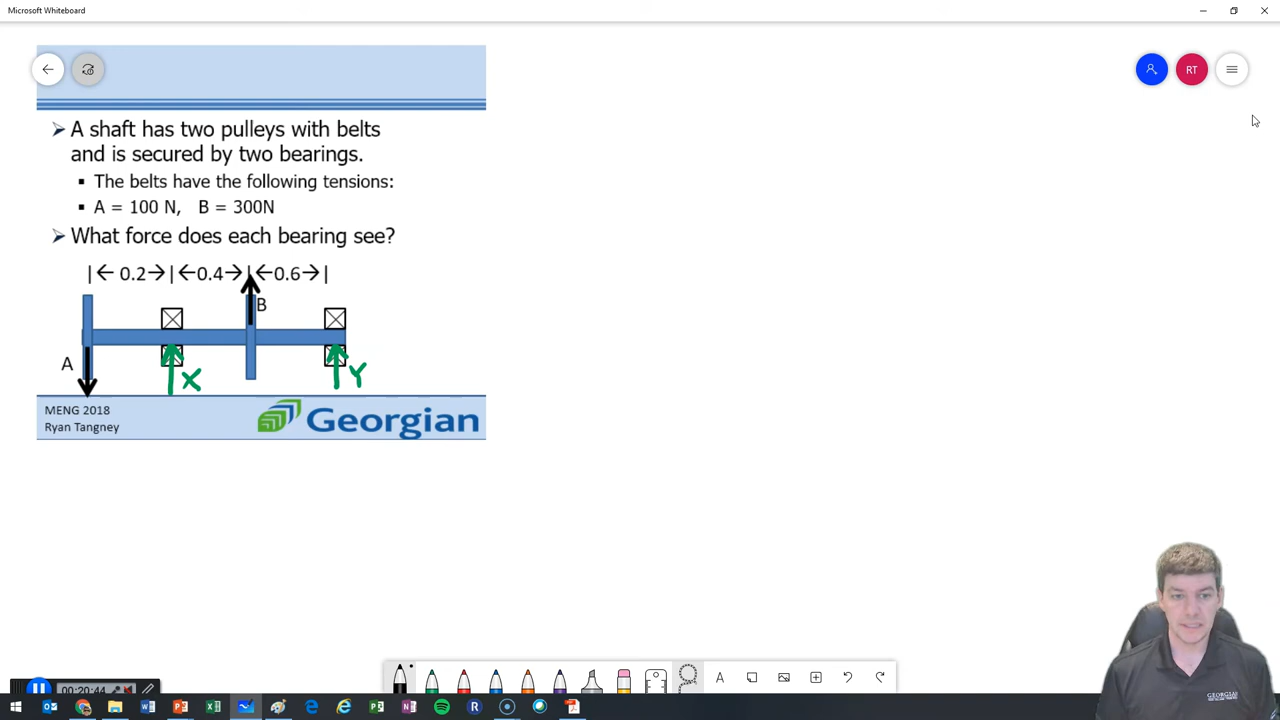 Microsoft Whiteboard
RT
➢ A shaft has two pulleys with belts
and is secured by two bearings.
▪ The belts have the following tensions:
▪ A = 100 N, B = 300N
➢ What force does each bearing see?
|← 0.2→|←0.4→|←0.6→|
B
A
X
Y
MENG 2018
Ryan Tangney
Georgian
A
00:20:44
GEORGIAN